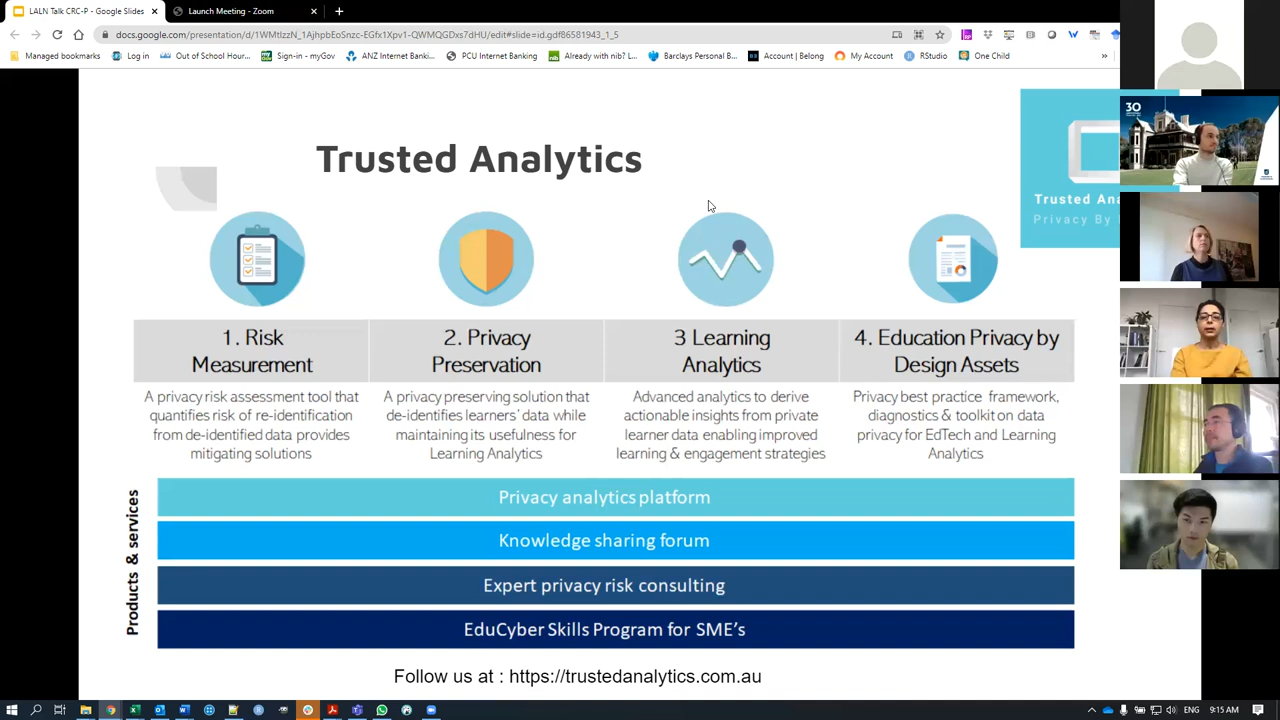 LALN Talk CRC-P - Google Slides
Launch Meeting - Zoom
docs.google.com/presentation/d/1WMtlzzN_1AjhpbEoSnzc-EGfx1Xpv1-QWMQGDxs7dHU/edit#slide=id.gdf86581943_1_5
Managed bookmarks
Log in
Out of School Hour...
Sign-in - myGov
ANZ Internet Banki...
PCU Internet Banking
Already with nib? L...
Barclays Personal B...
Account | Belong
My Account
RStudio
One Child
»
30
Trusted Analytics
Trusted Ana
Privacy By
1. Risk
Measurement
2. Privacy
Preservation
3 Learning
Analytics
4. Education Privacy by
Design Assets
A privacy risk assessment tool that
quantifies risk of re-identification
from de-identified data provides
mitigating solutions
A privacy preserving solution that
de-identifies learners' data while
maintaining its usefulness for
Learning Analytics
Advanced analytics to derive
actionable insights from private
learner data enabling improved
learning & engagement strategies
Privacy best practice framework,
diagnostics & toolkit on data
privacy for EdTech and Learning
Analytics
Products & services
Privacy analytics platform
Knowledge sharing forum
Expert privacy risk consulting
EduCyber Skills Program for SME's
Follow us at : https://trustedanalytics.com.au
ENG
9:15 AM